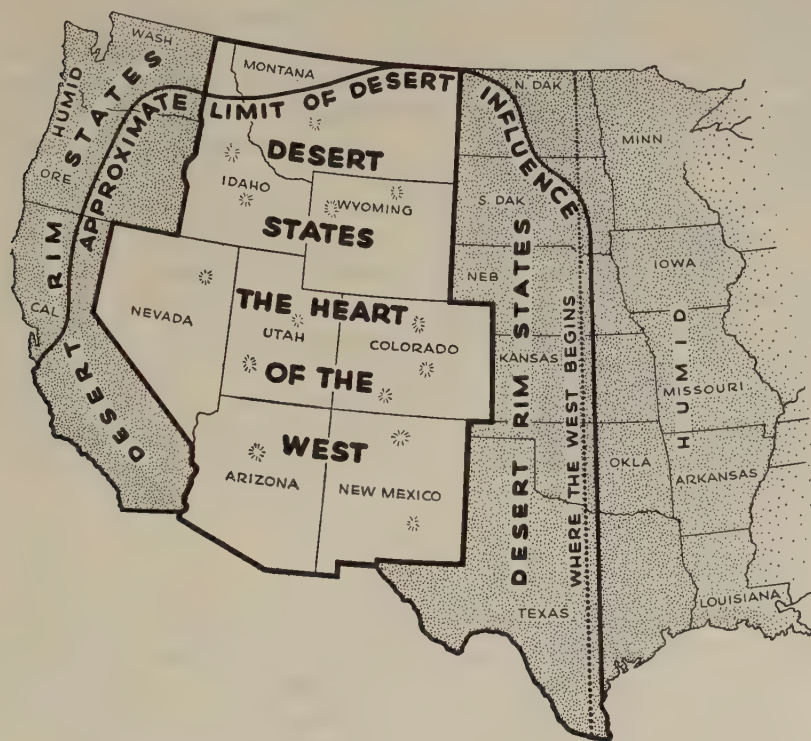 WASH
HUMID
STATES
MONTANA
N. DAK
MINN
APPROXIMATE LIMIT OF DESERT INFLUENCE
DESERT
ORE
IDAHO
WYOMING
S. DAK
STATES
RIM
IOWA
NEB
CAL
NEVADA
THE HEART
UTAH
COLORADO
KANSAS
MISSOURI
OF THE
DESERT
DESERT RIM STATES
WHERE THE WEST BEGINS
HUMID
WEST
ARIZONA
NEW MEXICO
OKLA
ARKANSAS
TEXAS
LOUISIANA